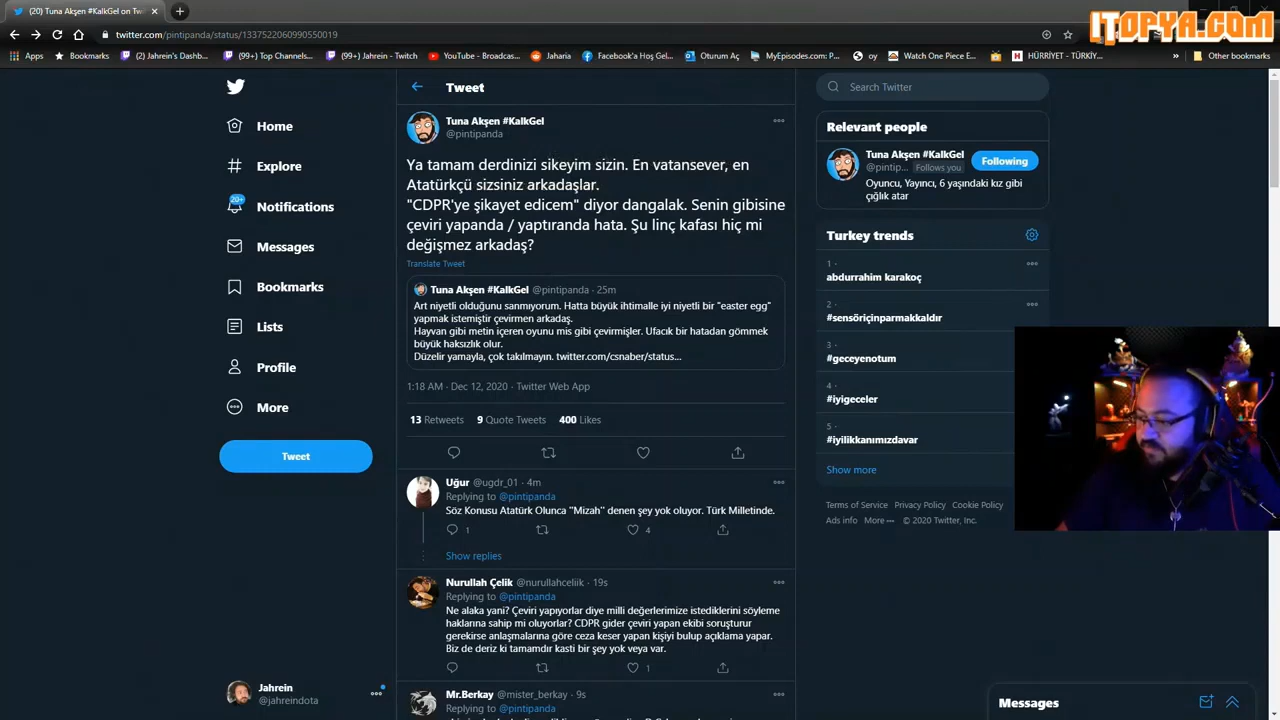 (20) Tuna Akşen #KalkGel on Tw
ITOPYA.COM
twitter.com/pintipanda/status/1337522060990550019
Apps
Bookmarks
(2) Jahrein's Dashb...
(99+) Top Channels...
(99+) Jahrein - Twitch
YouTube - Broadcas...
Jaharia
Facebook'a Hoş Gel...
Oturum Aç
MyEpisodes.com: P...
oy
Watch One Piece E...
HÜRRİYET - TÜRKİY...
Other bookmarks
Home
Explore
20+
Notifications
Messages
Bookmarks
Lists
Profile
More
Tweet
Jahrein
@jahreindota
Tweet
Tuna Akşen #KalkGel
@pintipanda
Ya tamam derdinizi sikeyim sizin. En vatansever, en
Atatürkçü sizsiniz arkadaşlar.
"CDPR'ye şikayet edicem" diyor dangalak. Senin gibisine
çeviri yapanda / yaptıranda hata. Şu linç kafası hiç mi
değişmez arkadaş?
Translate Tweet
Tuna Akşen #KalkGel @pintipanda · 25m
Art niyetli olduğunu sanmıyorum. Hatta büyük ihtimalle iyi niyetli bir "easter egg"
yapmak istemiştir çevirmen arkadaş.
Hayvan gibi metin içeren oyunu mis gibi çevirmişler. Ufacık bir hatadan gömmek
büyük haksızlık olur.
Düzelir yamayla, çok takılmayın. twitter.com/csnaber/status...
1:18 AM · Dec 12, 2020 · Twitter Web App
13 Retweets 9 Quote Tweets 400 Likes
Uğur @ugdr_01 · 4m
Replying to @pintipanda
Söz Konusu Atatürk Olunca "Mizah" denen şey yok oluyor. Türk Milletinde.
1
4
Show replies
Nurullah Çelik @nurullahceliik · 19s
Replying to @pintipanda
Ne alaka yani? Çeviri yapıyorlar diye milli değerlerimize istediklerini söyleme
haklarına sahip mi oluyorlar? CDPR gider çeviri yapan ekibi soruşturur
gerekirse anlaşmalarına göre ceza keser yapan kişiyi bulup açıklama yapar.
Biz de deriz ki tamamdır kasti bir şey yok veya var.
1
Mr.Berkay @mister_berkay · 9s
Replying to @pintipanda
Search Twitter
Relevant people
Tuna Akşen #KalkGel
@pintip... Follows you
Following
Oyuncu, Yayıncı, 6 yaşındaki kız gibi
çığlık atar
Turkey trends
1 ·
abdurrahim karakoç
2 ·
#sensöriçinparmakkaldır
3 ·
#geceyenotum
4 ·
#iyigeceler
5 ·
#iyilikkanımızdavar
Show more
Terms of Service Privacy Policy Cookie Policy
Ads info More © 2020 Twitter, Inc.
Messages